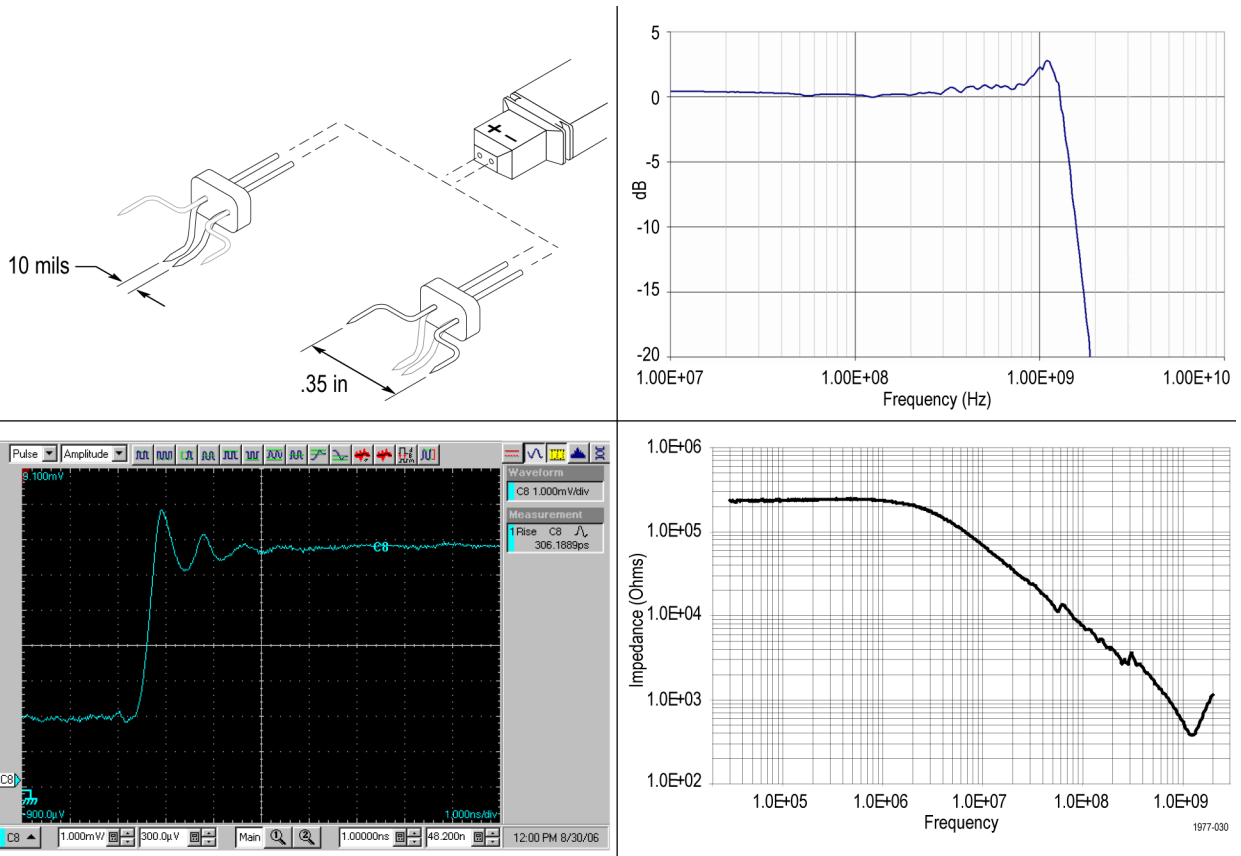 + -
10 mils
.35 in
5
0
-5
-10
-15
-20
dB
1.00E+07 1.00E+08 1.00E+09 1.00E+10
Frequency (Hz)
Pulse Amplitude
9.100mV
C8
C8
-900.0µV
1.000ns/div
Waveform
C8 1.000mV/div
Measurement
1 Rise C8
306.1889ps
C8 1.000mV/ 300.0µV Main 1 2 1.00000ns 48.200n 12:00 PM 8/30/06
1.0E+06
1.0E+05
1.0E+04
1.0E+03
1.0E+02
Impedance (Ohms)
1.0E+05 1.0E+06 1.0E+07 1.0E+08 1.0E+09
Frequency
1977-030